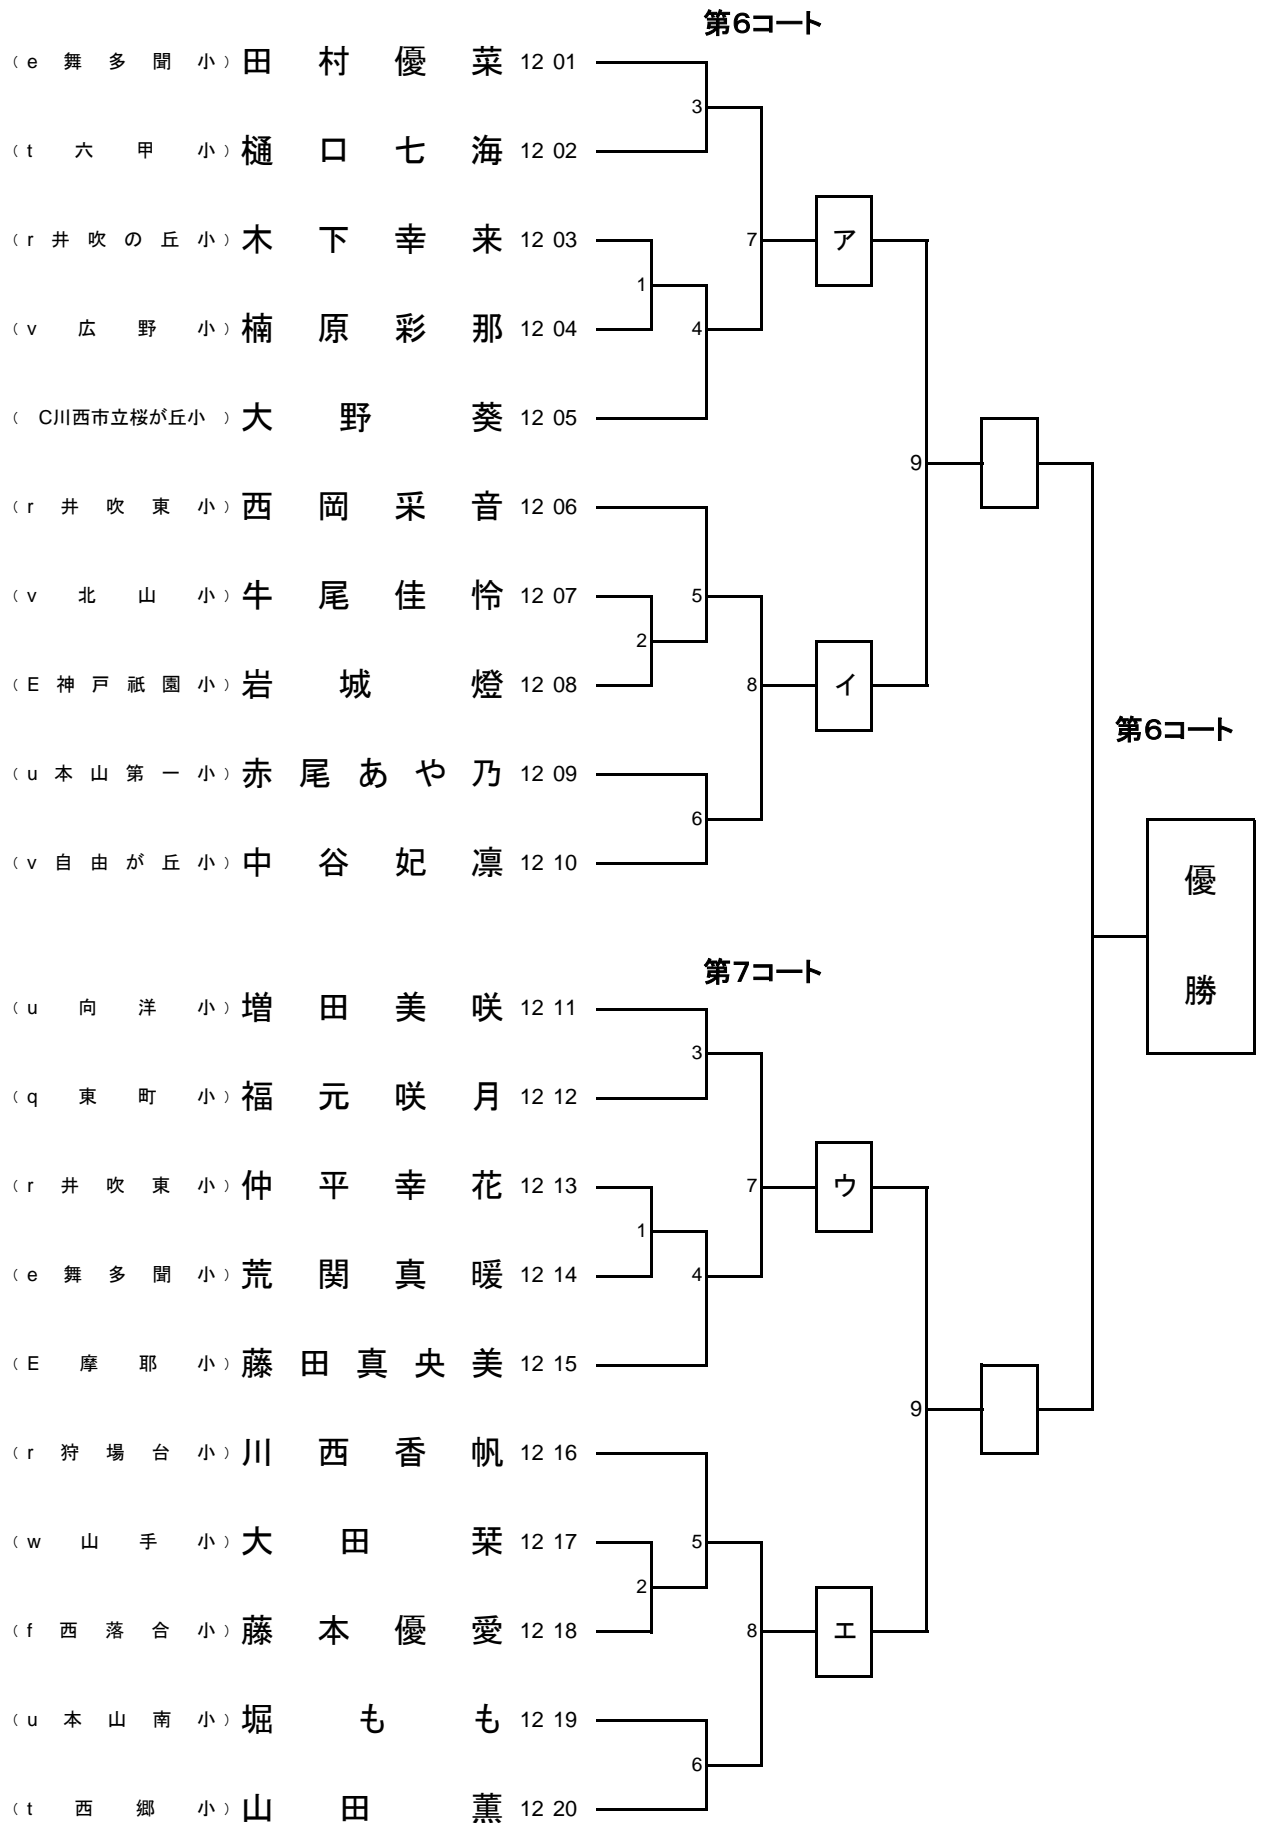 第6コート
（e 舞多聞小）田村優菜 12 01
3
（t 六甲小）樋口七海 12 02
（r 井吹の丘小）木下幸来 12 03
7 ア
1
（v 広野小）楠原彩那 12 04
4
（ C川西市立桜が丘小 ）大野葵 12 05
9
（r 井吹東小）西岡采音 12 06
（v 北山小）牛尾佳怜 12 07
5
2
（E 神戸祇園小）岩城燈 12 08
8 イ
第6コート
（u 本山第一小）赤尾あや乃 12 09
6
（v 自由が丘小）中谷妃凛 12 10
優勝
第7コート
（u 向洋小）増田美咲 12 11
3
（q 東町小）福元咲月 12 12
（r 井吹東小）仲平幸花 12 13
7 ウ
1
（e 舞多聞小）荒関真暖 12 14
4
（E 摩耶小）藤田真央美 12 15
9
（r 狩場台小）川西香帆 12 16
（w 山手小）大田栞 12 17
5
2
（f 西落合小）藤本優愛 12 18
8 エ
（u 本山南小）堀もも 12 19
6
（t 西郷小）山田薫 12 20